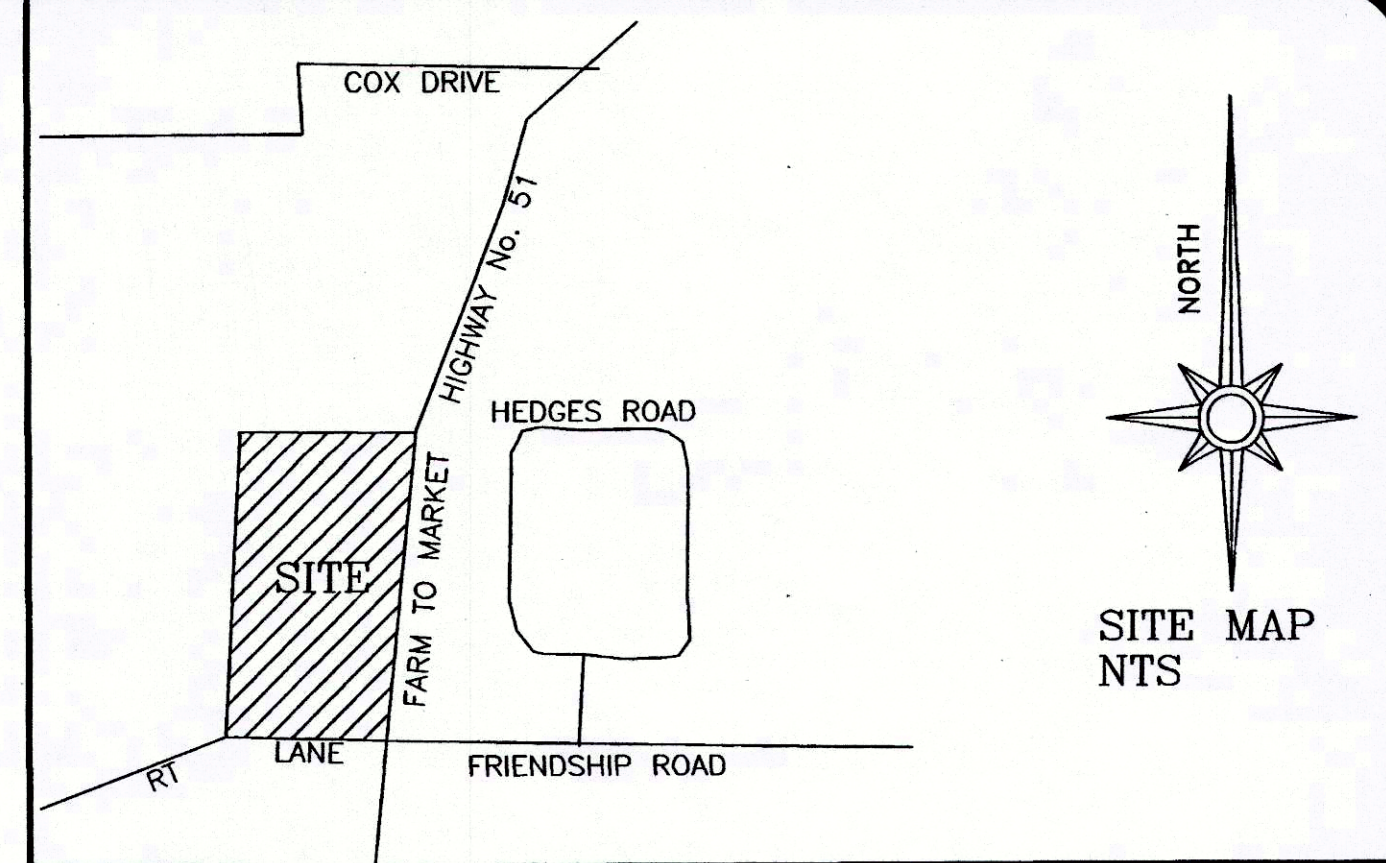 COX DRIVE
HIGHWAY No. 51
NORTH
HEDGES ROAD
FARM TO MARKET
SITE
SITE MAP
NTS
RT
LANE
FRIENDSHIP ROAD